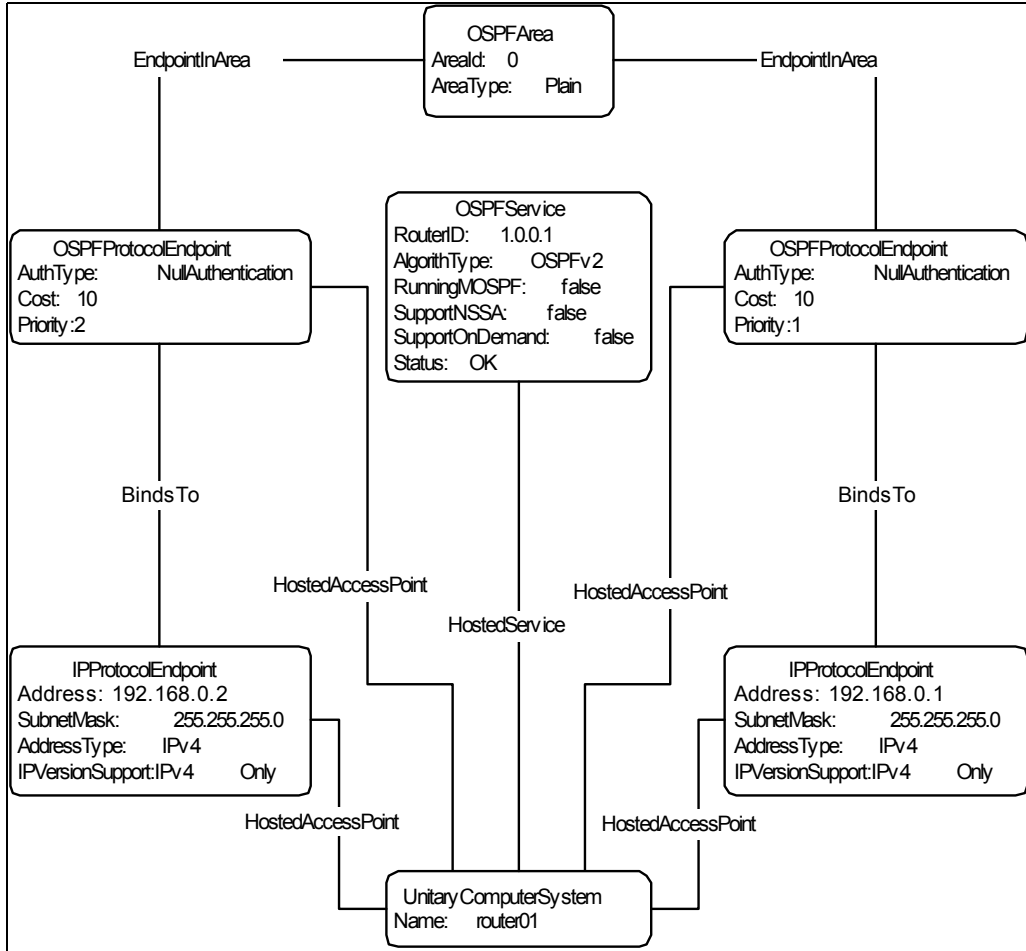 OSPFArea
AreaId: 0
AreaType: Plain
EndpointInArea
EndpointInArea
OSPFService
RouterID: 1.0.0.1
AlgorithType: OSPFv2
RunningMOSPF: false
SupportNSSA: false
SupportOnDemand: false
Status: OK
OSPFProtocolEndpoint
AuthType: NullAuthentication
Cost: 10
Priority:2
OSPFProtocolEndpoint
AuthType: NullAuthentication
Cost: 10
Priority:1
BindsTo
BindsTo
HostedAccessPoint
HostedAccessPoint
HostedService
IPProtocolEndpoint
Address: 192.168.0.2
SubnetMask: 255.255.255.0
AddressType: IPv4
IPVersionSupport:IPv4 Only
IPProtocolEndpoint
Address: 192.168.0.1
SubnetMask: 255.255.255.0
AddressType: IPv4
IPVersionSupport:IPv4 Only
HostedAccessPoint
HostedAccessPoint
UnitaryComputerSystem
Name: router01